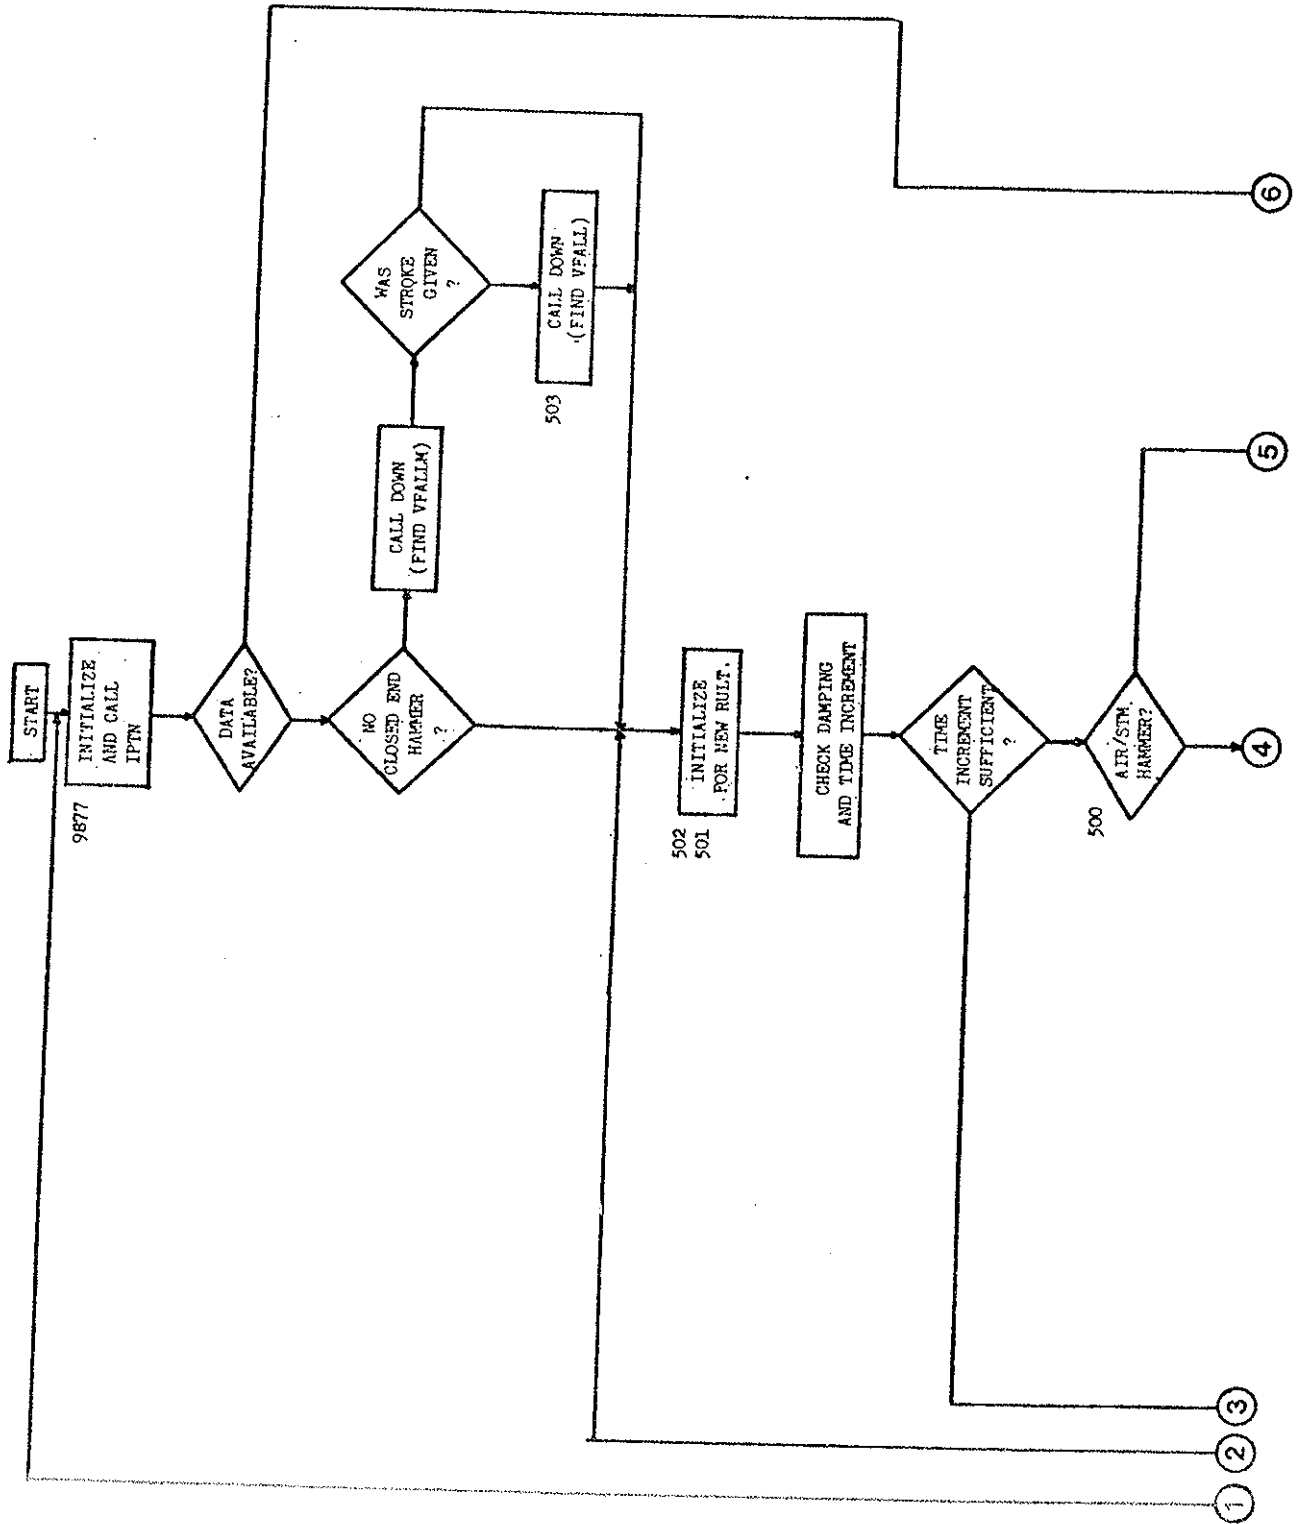 START
9877
INITIALIZE
AND CALL
IPTN
DATA
AVAILABLE?
NO
CLOSED END
HAMMER
?
CALL DOWN
(FIND VFALLM)
WAS
STROKE
GIVEN
?
503
CALL DOWN
(FIND VFALL)
502
501
INITIALIZE
FOR NEW RULT.
CHECK DAMPING
AND TIME INCREMENT
TIME
INCREMENT
SUFFICIENT
?
500
AIR/STM.
HAMMER?
1
2
3
4
5
6